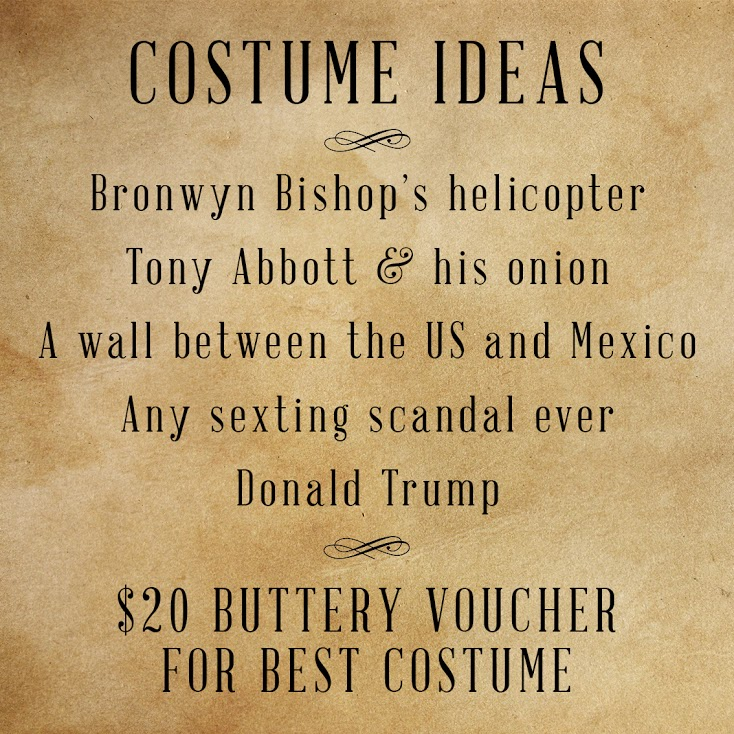 COSTUME IDEAS
Bronwyn Bishop's helicopter
Tony Abbott & his onion
A wall between the US and Mexico
Any sexting scandal ever
Donald Trump
$20 BUTTERY VOUCHER
FOR BEST COSTUME